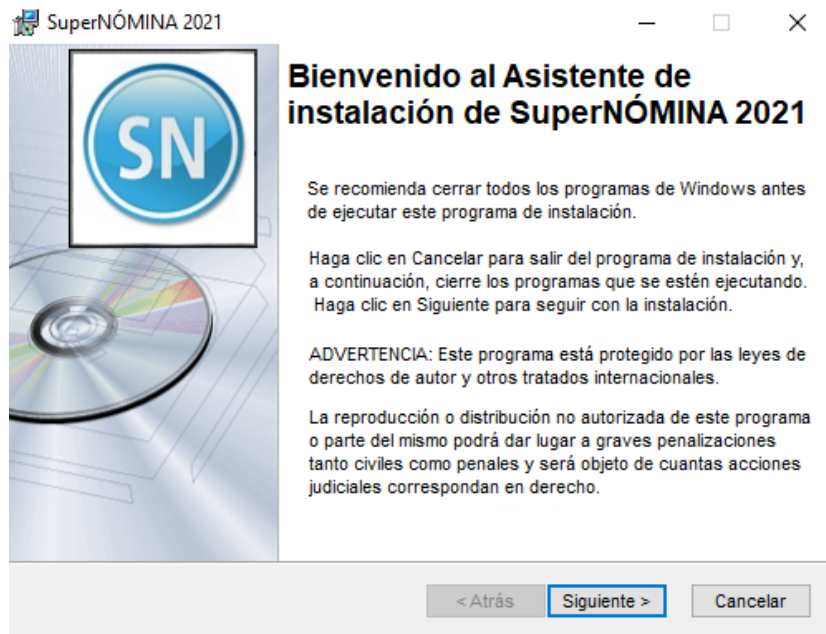 SuperNÓMINA 2021
SN
Bienvenido al Asistente de
instalación de SuperNÓMINA 2021
Se recomienda cerrar todos los programas de Windows antes
de ejecutar este programa de instalación.
Haga clic en Cancelar para salir del programa de instalación y,
a continuación, cierre los programas que se estén ejecutando.
Haga clic en Siguiente para seguir con la instalación.
ADVERTENCIA: Este programa está protegido por las leyes de
derechos de autor y otros tratados internacionales.
La reproducción o distribución no autorizada de este programa
o parte del mismo podrá dar lugar a graves penalizaciones
tanto civiles como penales y será objeto de cuantas acciones
judiciales correspondan en derecho.
< Atrás Siguiente > Cancelar